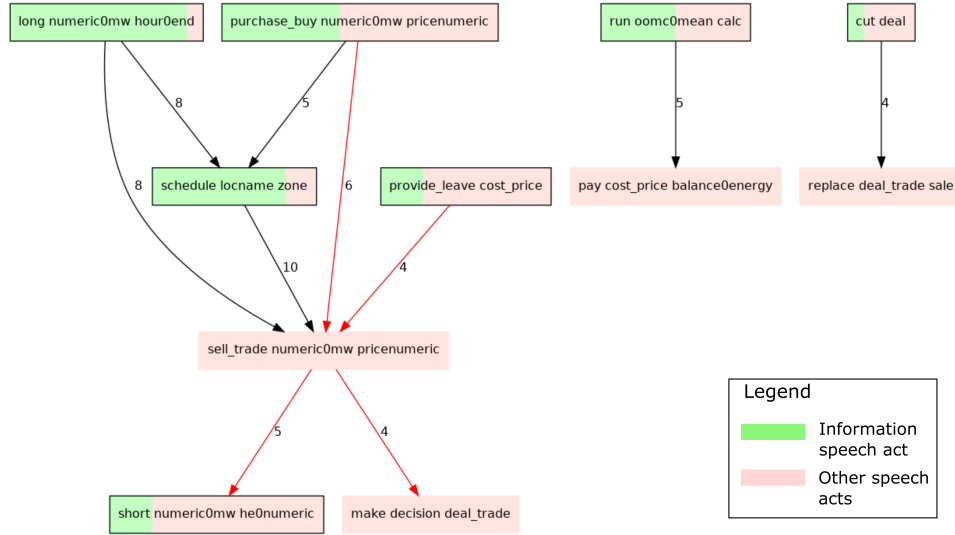 long numeric0mw hour0end
purchase_buy numeric0mw pricenumeric
run oomc0mean calc
cut deal
8
5
5
4
schedule locname zone
provide_leave cost_price
pay cost_price balance0energy
replace deal_trade sale
8
6
10
4
sell_trade numeric0mw pricenumeric
5
4
short numeric0mw he0numeric
make decision deal_trade
Legend
Information
speech act
Other speech
acts